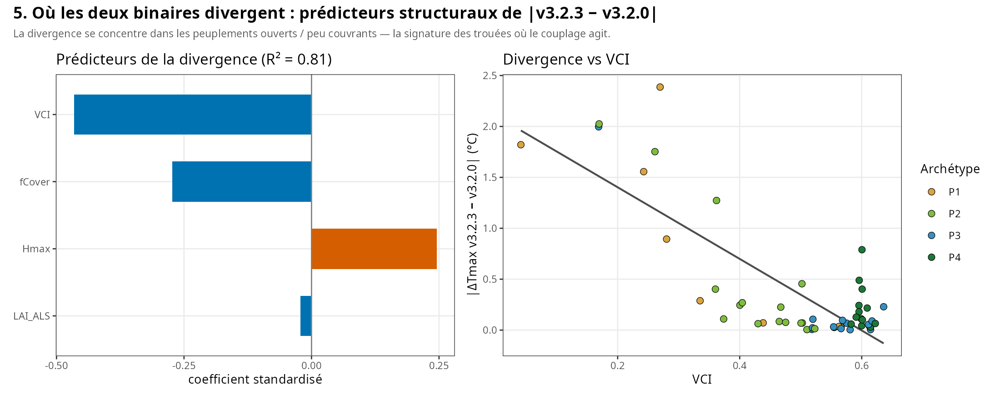 5. Où les deux binaires divergent : prédicteurs structuraux de |v3.2.3 − v3.2.0|
La divergence se concentre dans les peuplements ouverts / peu couvrants — la signature des trouées où le couplage agit.
Prédicteurs de la divergence (R² = 0.81)
VCI
fCover
Hmax
LAI_ALS
-0.50
-0.25
0.00
0.25
coefficient standardisé
Divergence vs VCI
|ΔTmax v3.2.3 − v3.2.0| (°C)
2.5
2.0
1.5
1.0
0.5
0.0
0.2
0.4
0.6
VCI
Archétype
P1
P2
P3
P4